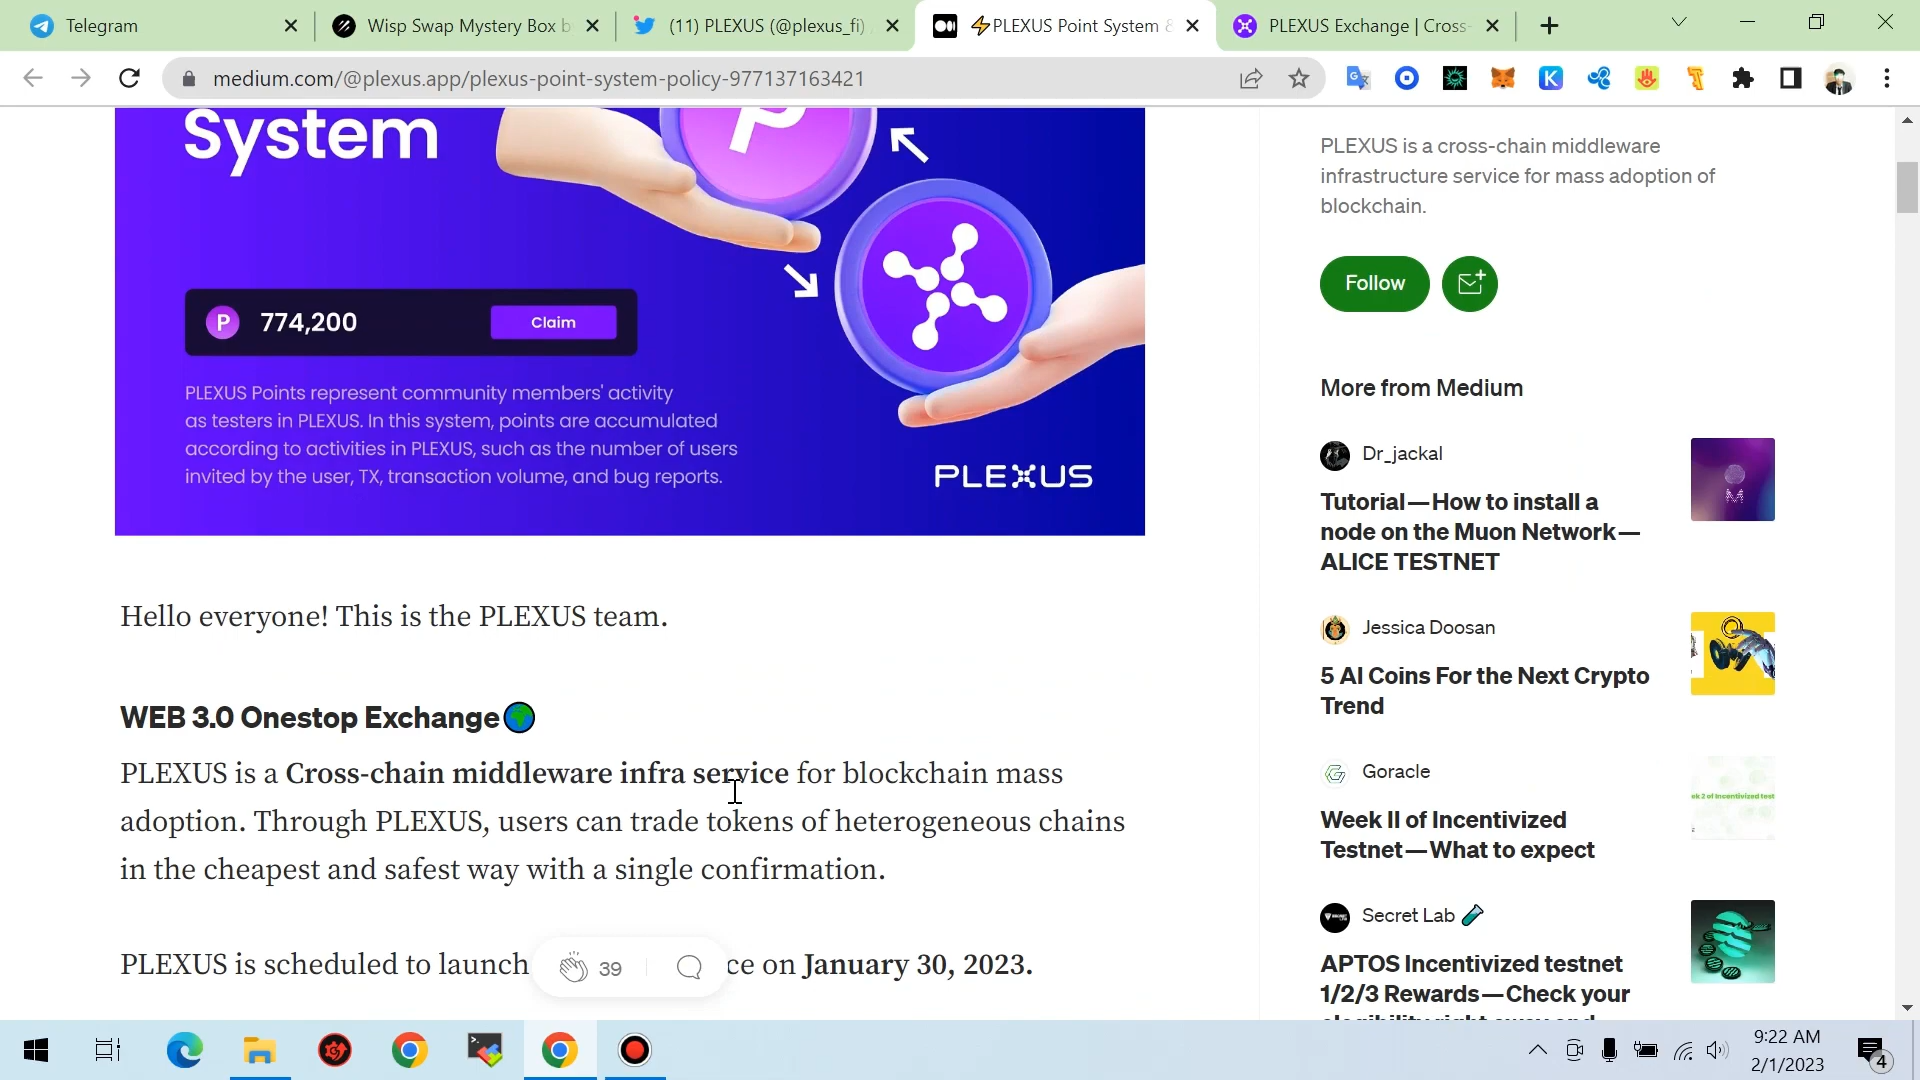 Telegram
Wisp Swap Mystery Box b
(11) PLEXUS (@plexus_fi)
⚡PLEXUS Point System &
PLEXUS Exchange | Cross-
medium.com/@plexus.app/plexus-point-system-policy-977137163421
System
P 774,200
Claim
PLEXUS Points represent community members' activity
as testers in PLEXUS. In this system, points are accumulated
according to activities in PLEXUS, such as the number of users
invited by the user, TX, transaction volume, and bug reports.
PLEXUS
Hello everyone! This is the PLEXUS team.
WEB 3.0 Onestop Exchange🌍
PLEXUS is a Cross-chain middleware infra service for blockchain mass
adoption. Through PLEXUS, users can trade tokens of heterogeneous chains
in the cheapest and safest way with a single confirmation.
PLEXUS is scheduled to launch
ce on January 30, 2023.
39
PLEXUS is a cross-chain middleware
infrastructure service for mass adoption of
blockchain.
Follow
More from Medium
Dr_jackal
Tutorial — How to install a
node on the Muon Network —
ALICE TESTNET
Jessica Doosan
5 AI Coins For the Next Crypto
Trend
Goracle
Week II of Incentivized
Testnet — What to expect
Secret Lab 🧪
APTOS Incentivized testnet
1/2/3 Rewards — Check your
9:22 AM
2/1/2023
4